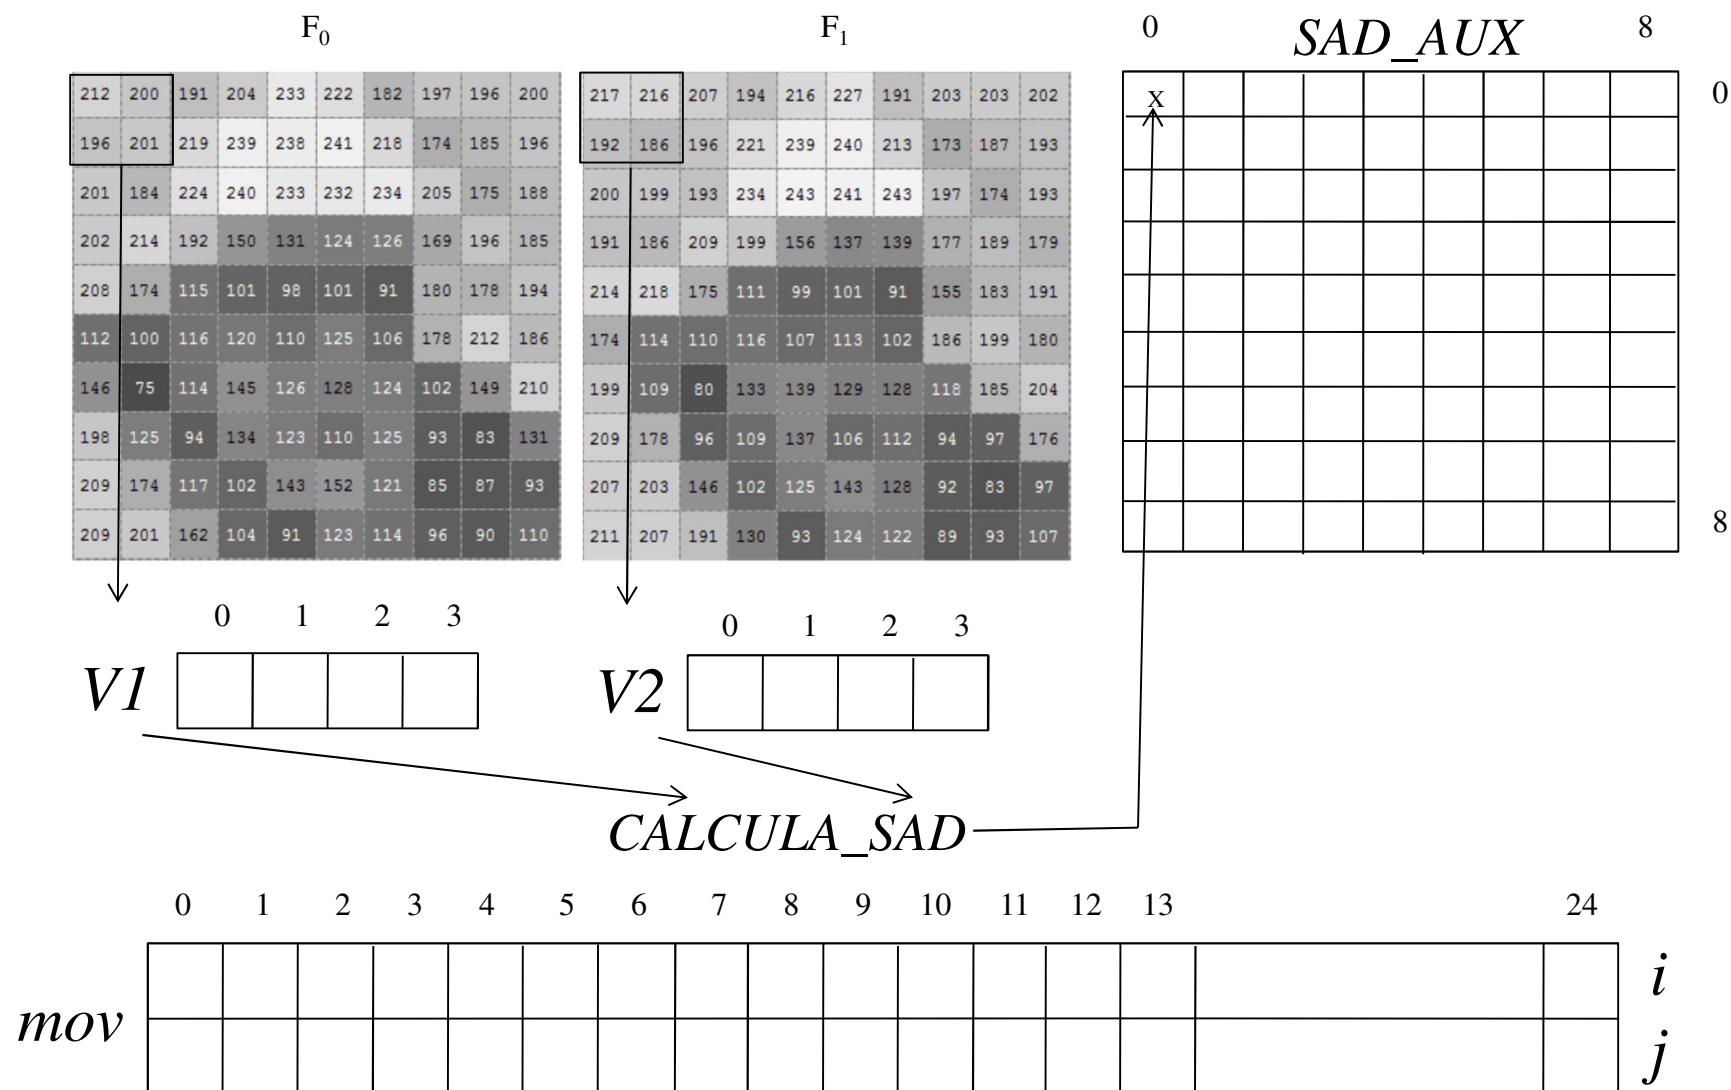 F0 F1 0 SAD_AUX 8
212 200 191 204 233 222 182 197 196 200
196 201 219 239 238 241 218 174 185 196
201 184 224 240 233 232 234 205 175 188
202 214 192 150 131 124 126 169 196 185
208 174 115 101 98 101 91 180 178 194
112 100 116 120 110 125 106 178 212 186
146 75 114 145 126 128 124 102 149 210
198 125 94 134 123 110 125 93 83 131
209 174 117 102 143 152 121 85 87 93
209 201 162 104 91 123 114 96 90 110
217 216 207 194 216 227 191 203 203 202
192 186 196 221 239 240 213 173 187 193
200 199 193 234 243 241 243 197 174 193
191 186 209 199 156 137 139 177 189 179
214 218 175 111 99 101 91 155 183 191
174 114 110 116 107 113 102 186 199 180
199 109 80 133 139 129 128 118 185 204
209 178 96 109 137 106 112 94 97 176
207 203 146 102 125 143 128 92 83 97
211 207 191 130 93 124 122 89 93 107
x 0
8
0 1 2 3
V1
0 1 2 3
V2
CALCULA_SAD
0 1 2 3 4 5 6 7 8 9 10 11 12 13 24
i
mov
j